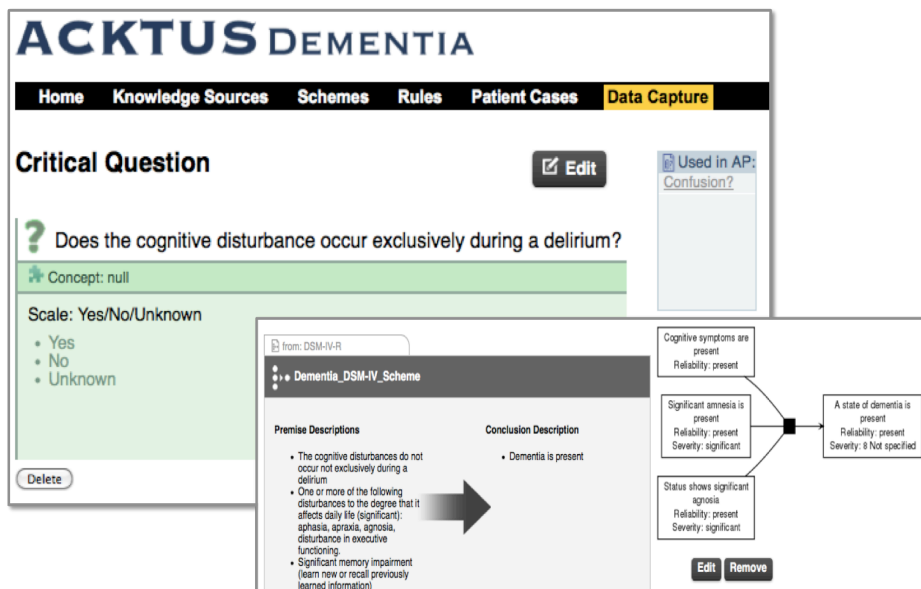 ACKTUS DEMENTIA
Home Knowledge Sources Schemes Rules Patient Cases Data Capture
Critical Question
Edit
Used in AP:
Confusion?
? Does the cognitive disturbance occur exclusively during a delirium?
Concept: null
Scale: Yes/No/Unknown
• Yes
• No
• Unknown
Delete
from: DSM-IV-R
Dementia_DSM-IV_Scheme
Premise Descriptions
• The cognitive disturbances do not
occur not exclusively during a
delirium
• One or more of the following
disturbances to the degree that it
affects daily life (significant):
aphasia, apraxia, agnosia,
disturbance in executive
functioning.
• Significant memory impairment
(learn new or recall previously
learned information)
Conclusion Description
• Dementia is present
Cognitive symptoms are
present
Reliability: present
Significant amnesia is
present
Reliability: present
Severity: significant
Status shows significant
agnosia
Reliability: present
Severity: significant
A state of dementia is
present
Reliability: present
Severity: 8 Not specified
Edit Remove